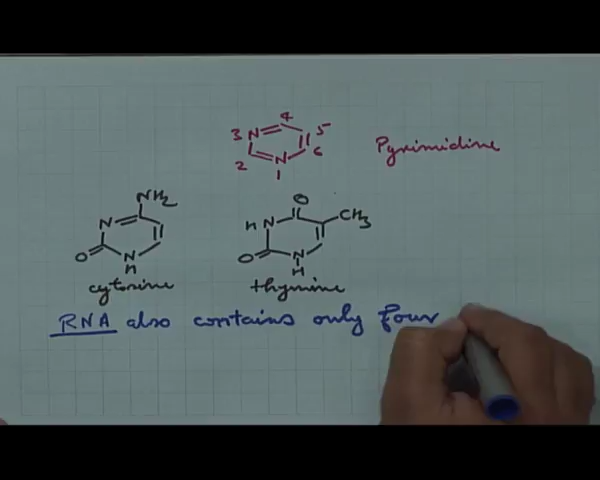 4
3 N 5
2 N 6
1
Pyrimidine
NH2 O
N H N CH3
O N O N
H H
cytosine thymine
RNA also contains only four